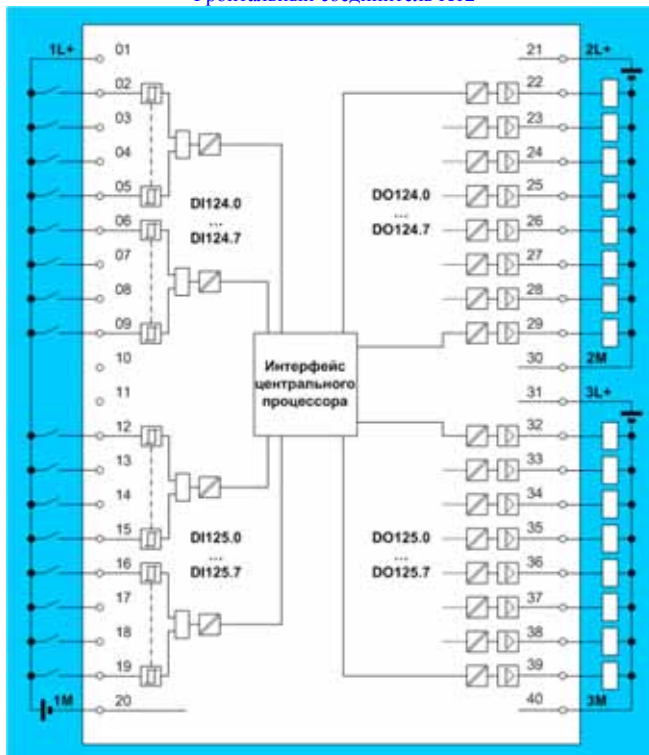 Фронтальный соединитель X12
1L+ 01 21 2L+
02 22
03 23
04 24
05 DI124.0 DO124.0 25
... ...
06 DI124.7 DO124.7 26
07 27
08 28
09 29
10 30 2M
Интерфейс
центрального
процессора
11 31 3L+
12 32
13 33
14 34
15 DI125.0 DO125.0 35
... ...
16 DI125.7 DO125.7 36
17 37
18 38
19 39
1M 20 40 3M